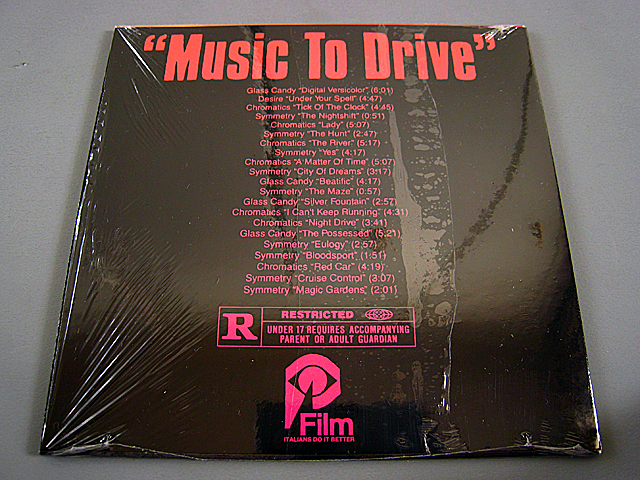 “Music To Drive”
Glass Candy “Digital Versicolor” (6:01)
Desire “Under Your Spell” (4:47)
Chromatics “Tick Of The Clock” (4:45)
Symmetry “The Nightshift” (0:51)
Chromatics “Lady” (5:07)
Symmetry “The Hunt” (2:47)
Chromatics “The River” (5:17)
Symmetry “Yes” (4:17)
Chromatics “A Matter Of Time” (5:07)
Symmetry “City Of Dreams” (3:17)
Glass Candy “Beatific” (4:17)
Symmetry “The Maze” (0:57)
Glass Candy “Silver Fountain” (2:57)
Chromatics “I Can't Keep Running” (4:31)
Chromatics “Night Drive” (3:41)
Glass Candy “The Possessed” (5:21)
Symmetry “Eulogy” (2:57)
Symmetry “Bloodsport” (1:51)
Chromatics “Red Car” (4:19)
Symmetry “Cruise Control” (3:07)
Symmetry “Magic Gardens” (2:01)
R RESTRICTED
UNDER 17 REQUIRES ACCOMPANYING
PARENT OR ADULT GUARDIAN
Film
ITALIANS DO IT BETTER